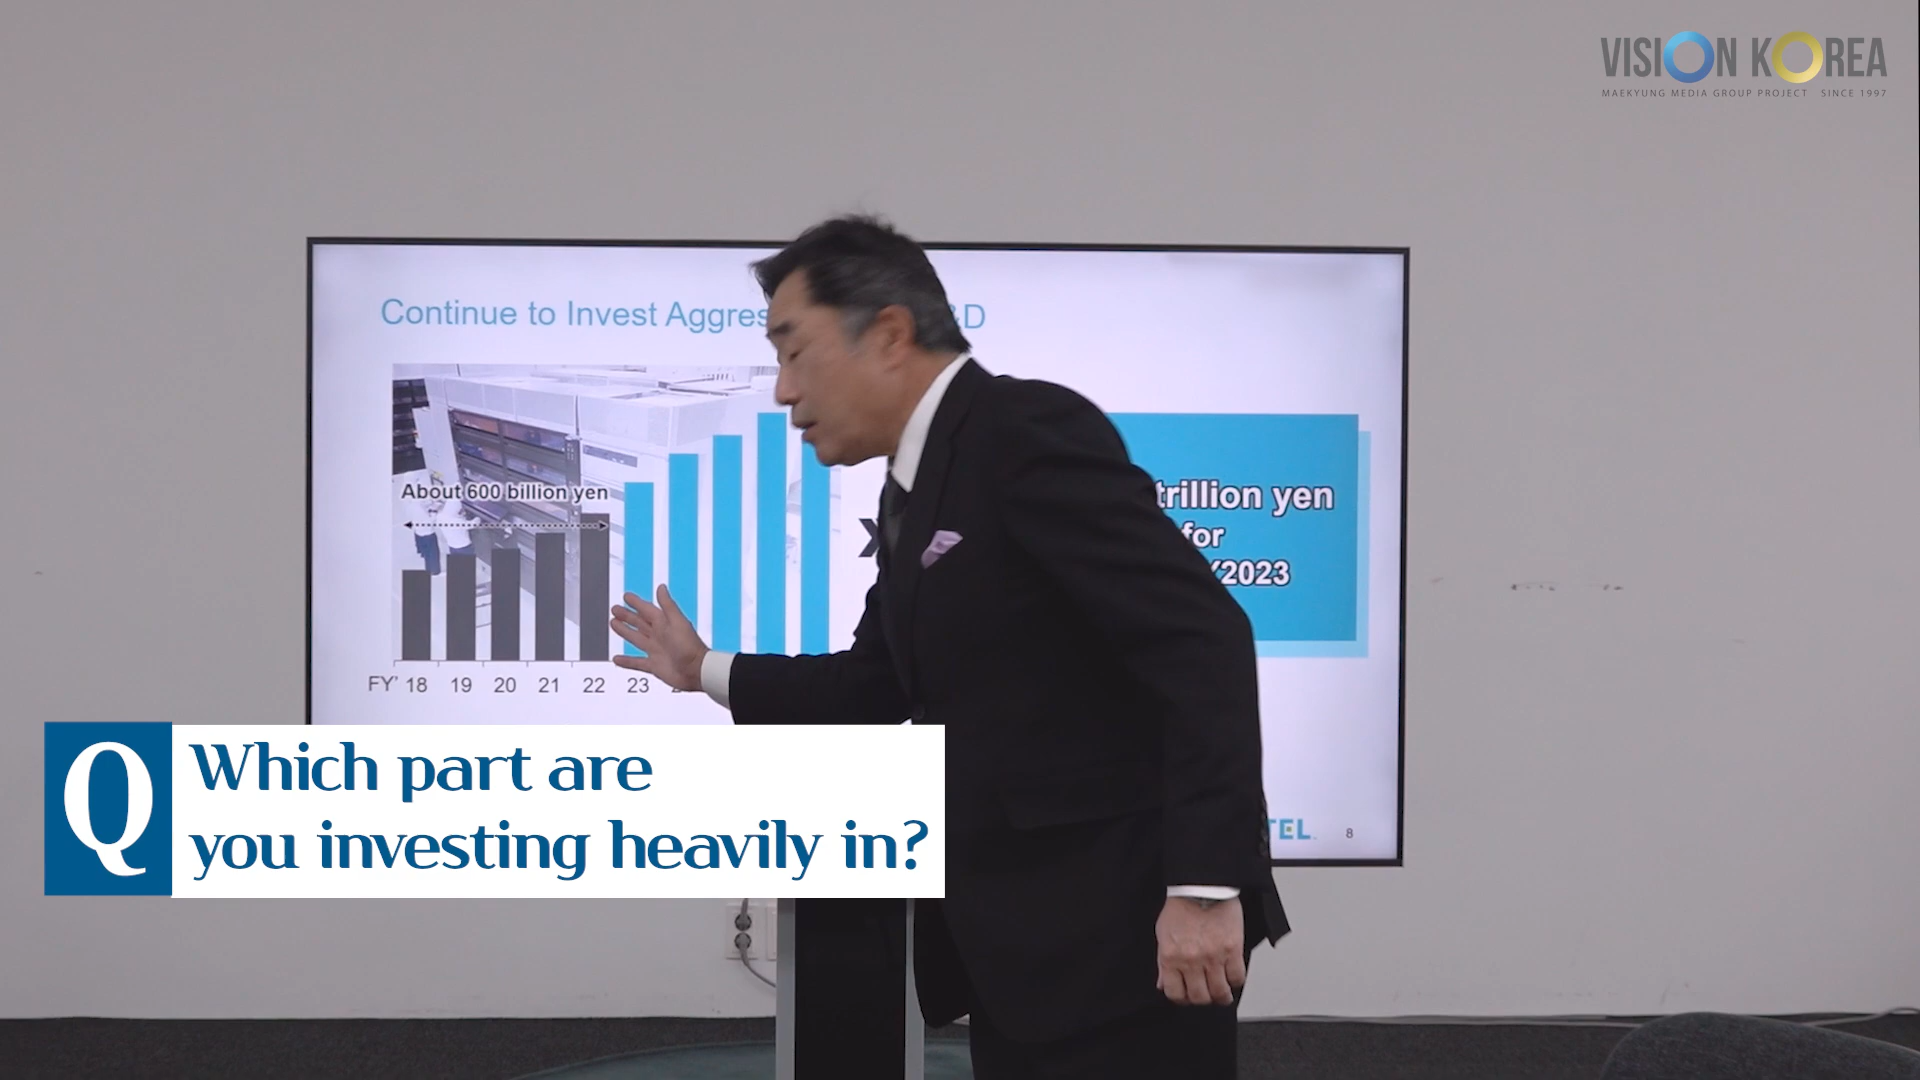 VISION KOREA
MAEKYUNG MEDIA GROUP PROJECT SINCE 1997
Continue to Invest
About 600 billion yen
trillion yen
for
2023
FY' 18 19 20 21 22 23
TEL 8
Q Which part are
you investing heavily in?